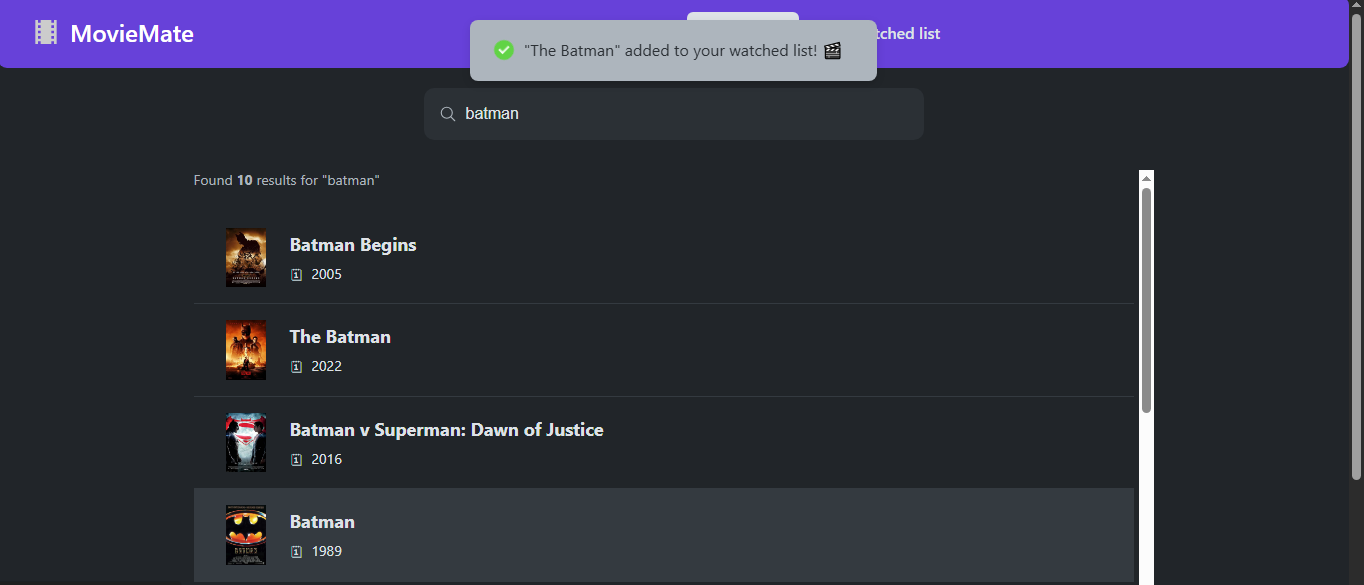 MovieMate
"The Batman" added to your watched list! 🎬
tched list
batman
Found 10 results for "batman"
Batman Begins
2005
The Batman
2022
Batman v Superman: Dawn of Justice
2016
Batman
1989